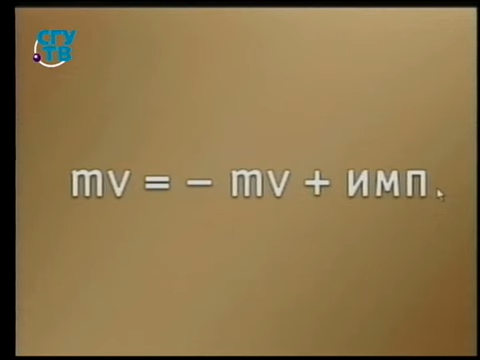 СГУ
ТВ
mv = – mv + имп.